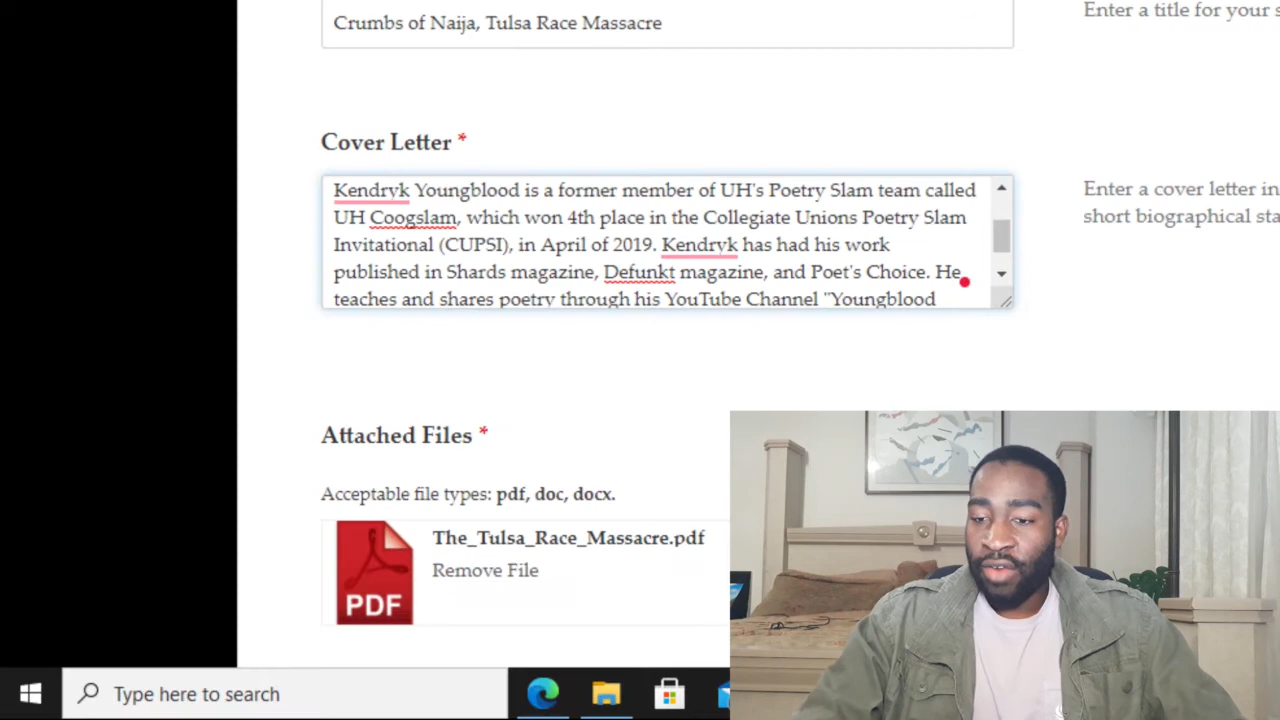 Crumbs of Naija, Tulsa Race Massacre
Enter a title for your s
Cover Letter *
Kendryk Youngblood is a former member of UH's Poetry Slam team called
UH Coogslam, which won 4th place in the Collegiate Unions Poetry Slam
Invitational (CUPSI), in April of 2019. Kendryk has had his work
published in Shards magazine, Defunkt magazine, and Poet's Choice. He
teaches and shares poetry through his YouTube Channel "Youngblood
Enter a cover letter in
short biographical sta
Attached Files *
Acceptable file types: pdf, doc, docx.
PDF
The_Tulsa_Race_Massacre.pdf
Remove File
Type here to search